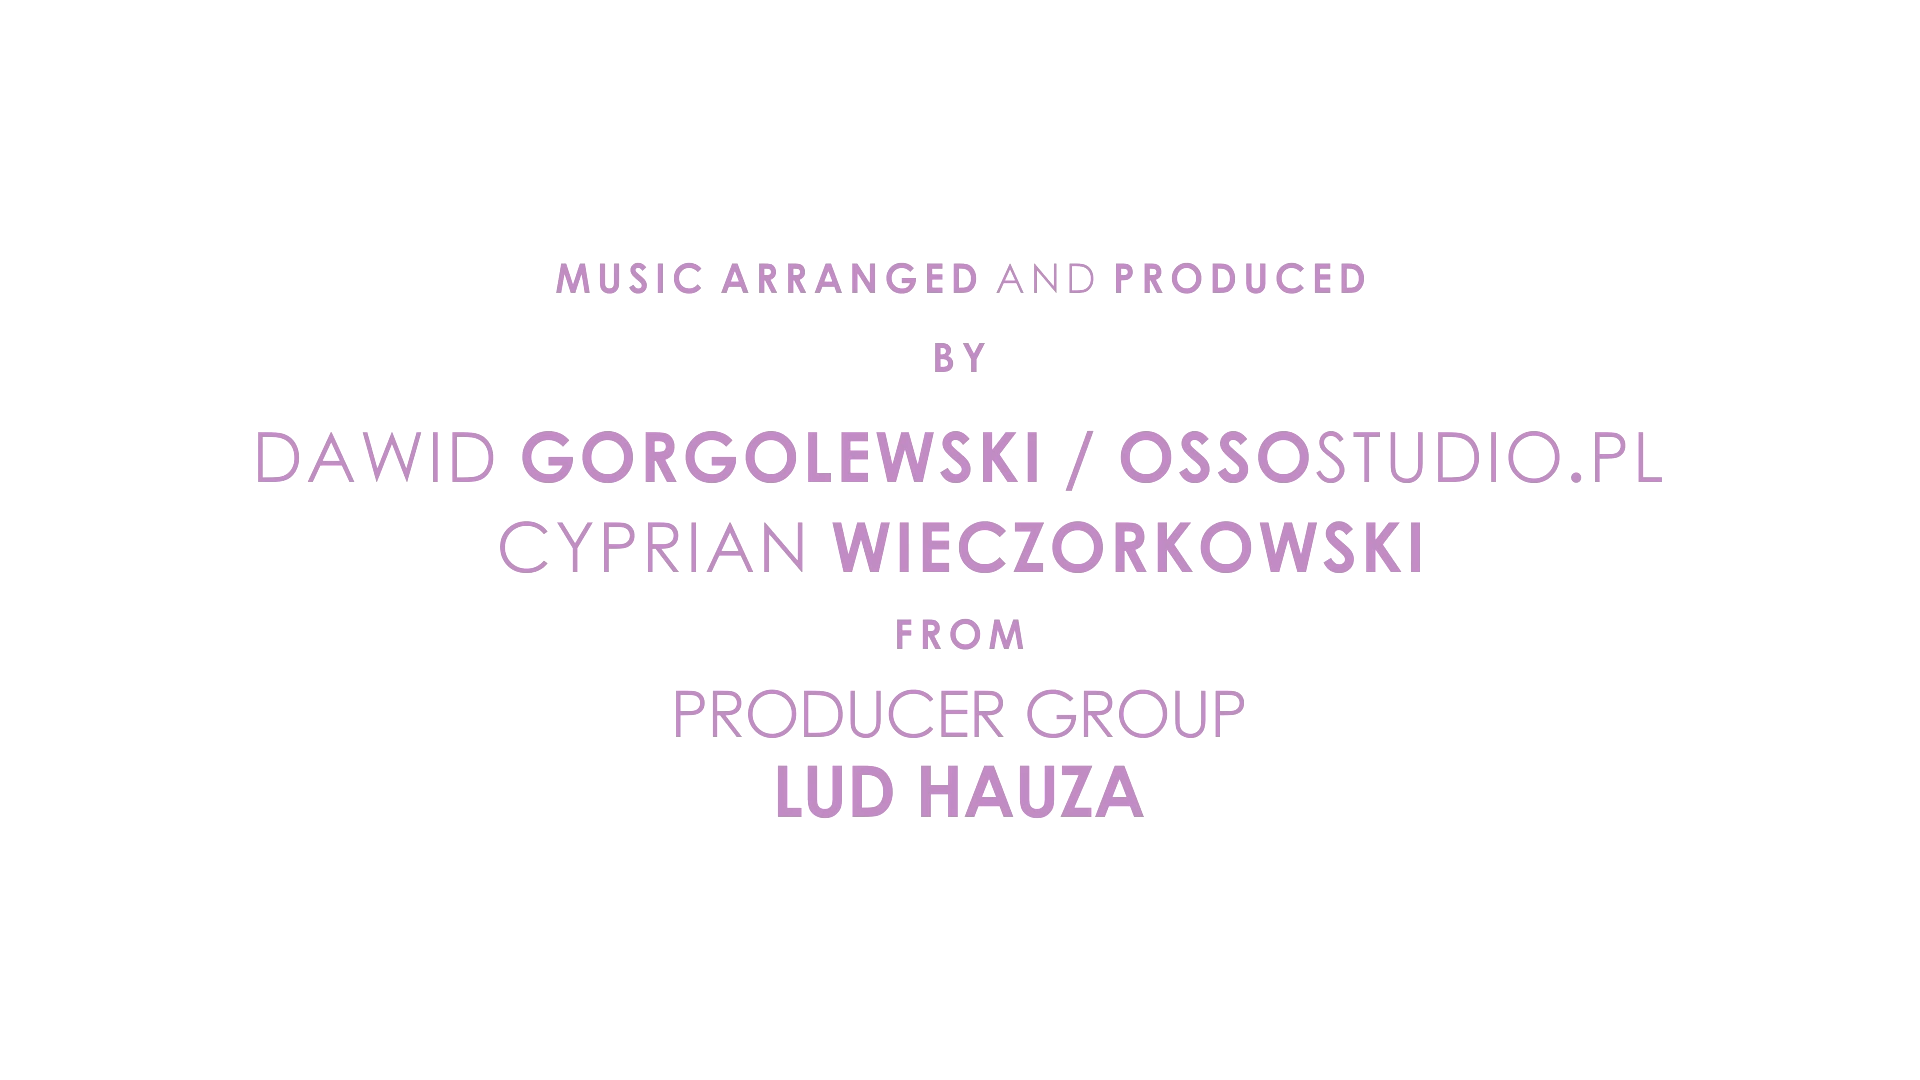 MUSIC ARRANGED AND PRODUCED
BY
DAWID GORGOLEWSKI / OSSOSTUDIO.PL
CYPRIAN WIECZORKOWSKI
FROM
PRODUCER GROUP
LUD HAUZA